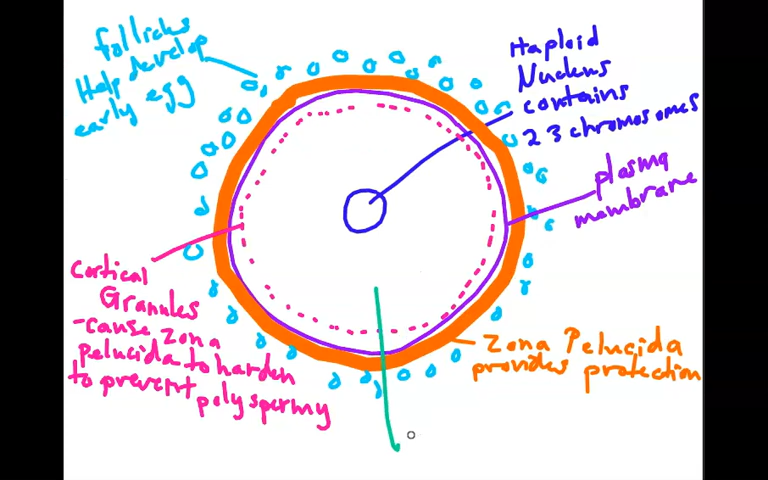 follicles
Help develop
early egg
Haploid
Nucleus
contains
23 chromosomes
plasma
membrane
Cortical
Granules
-cause Zona
pelucida to harden
to prevent
polyspermy
Zona Pelucida
provides protection